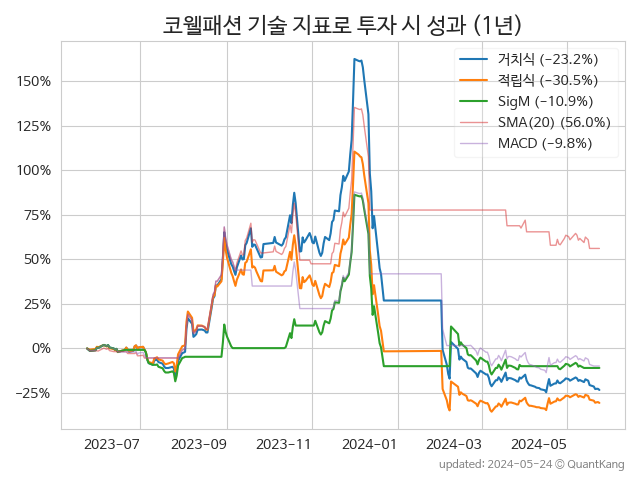 코웰패션 기술 지표로 투자 시 성과 (1년)
150%
125%
100%
75%
50%
25%
0%
−25%
거치식 (−23.2%)
적립식 (−30.5%)
SigM (−10.9%)
SMA(20) (56.0%)
MACD (−9.8%)
2023-07 2023-09 2023-11 2024-01 2024-03 2024-05
updated: 2024-05-24 ⓒ QuantKang